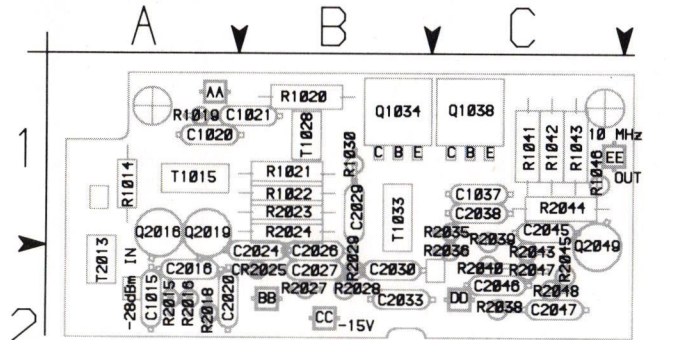 A B C
1
2
AA
R1020
Q1034
Q1038
R1019
C1021
C1020
T1028
R1030
C B E
C B E
R1041
R1042
R1043
10 MHz
EE
OUT
R1046
R1014
T1015
R1021
R1022
R2023
R2024
C2029
T1033
C1037
C2038
R2044
Q2016
Q2019
R2035
R2036
R2039
C2045
R2043
R2045
Q2049
T2013
-28dBm IN
C2016
C2024
C2026
CR2025
C2027
R2029
C2030
R2040
R2047
C2046
R2048
C1015
R2015
R2016
R2018
C2020
BB
R2027
R2028
C2033
DD
R2038
C2047
CC
-15V